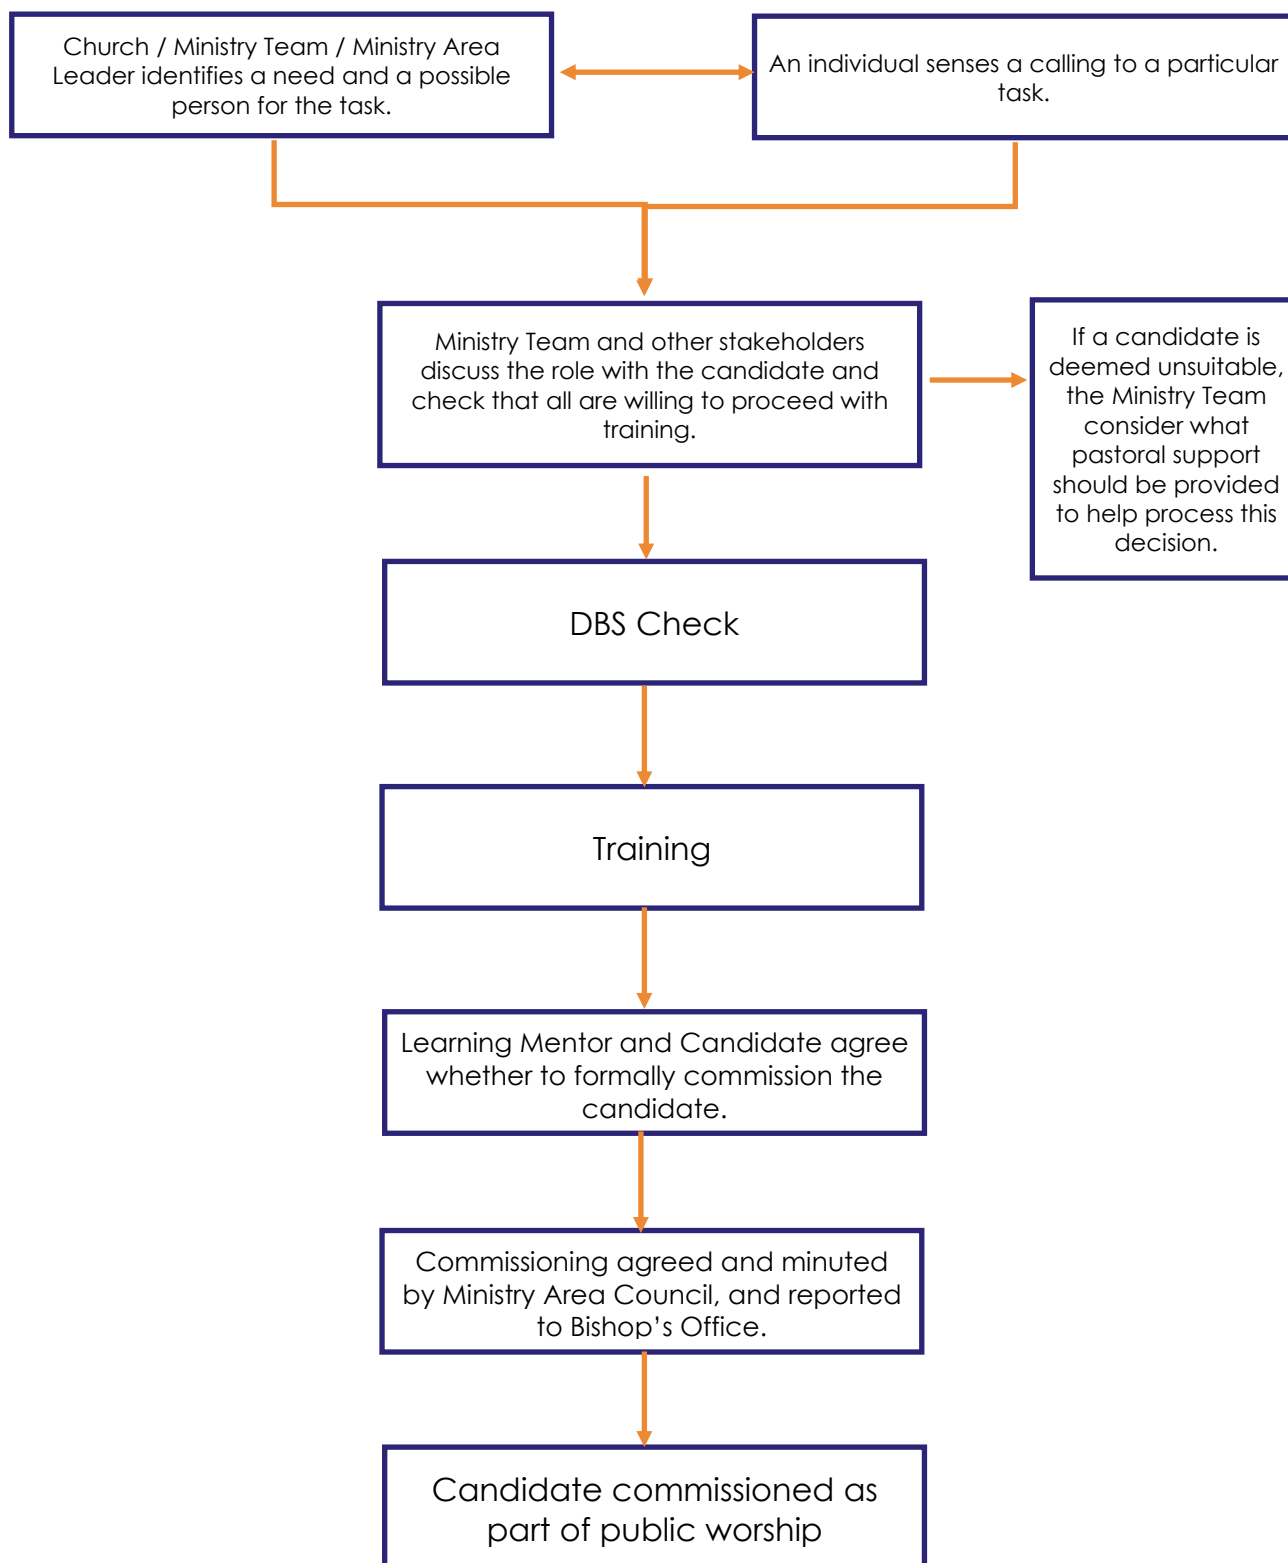 Church / Ministry Team / Ministry Area
Leader identifies a need and a possible
person for the task.
An individual senses a calling to a particular
task.
Ministry Team and other stakeholders
discuss the role with the candidate and
check that all are willing to proceed with
training.
If a candidate is
deemed unsuitable,
the Ministry Team
consider what
pastoral support
should be provided
to help process this
decision.
DBS Check
Training
Learning Mentor and Candidate agree
whether to formally commission the
candidate.
Commissioning agreed and minuted
by Ministry Area Council, and reported
to Bishop’s Office.
Candidate commissioned as
part of public worship